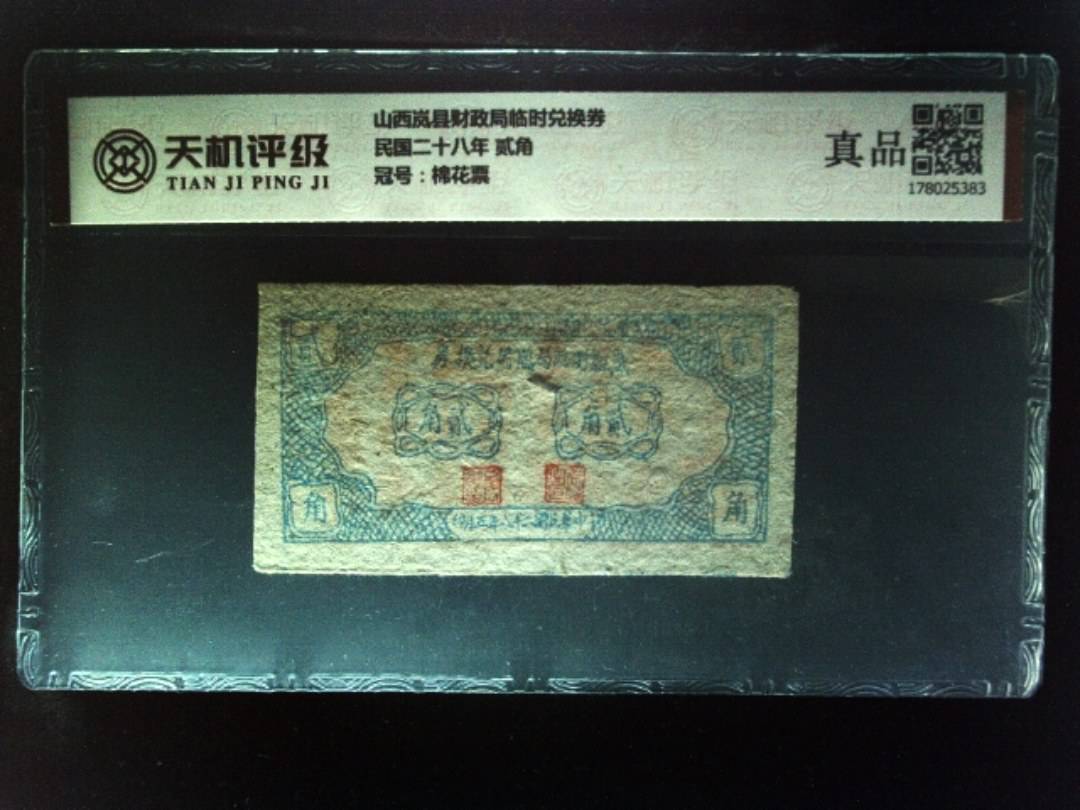 天机评级
TIAN JI PING JI
山西岚县财政局临时兑换券
民国二十八年 贰角
冠号：棉花票
真品
178025383
贰
角贰
角贰
角
角